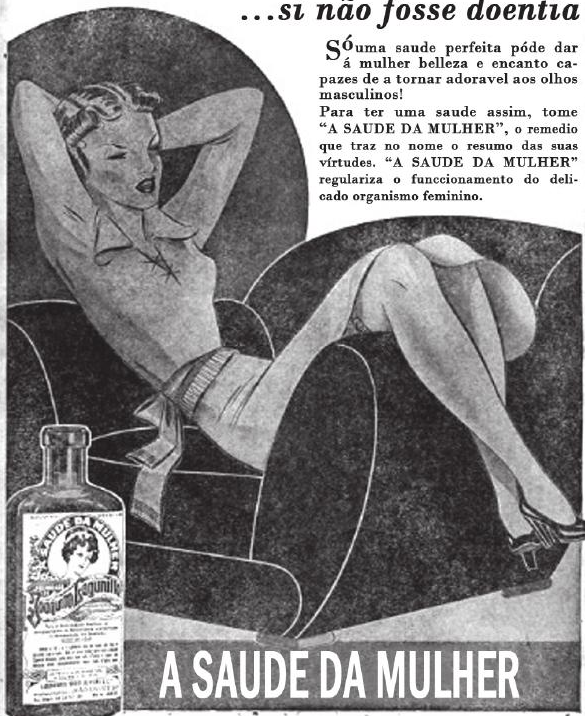 ...si não fosse doentia
Só uma saude perfeita póde dar
á mulher belleza e encanto ca-
pazes de a tornar adoravel aos olhos
masculinos!
Para ter uma saude assim, tome
“A SAUDE DA MULHER”, o remedio
que traz no nome o resumo das suas
vírtudes. “A SAUDE DA MULHER”
regulariza o funccionamento do deli-
cado organismo feminino.
SAUDE DA MULHER
A SAUDE DA MULHER